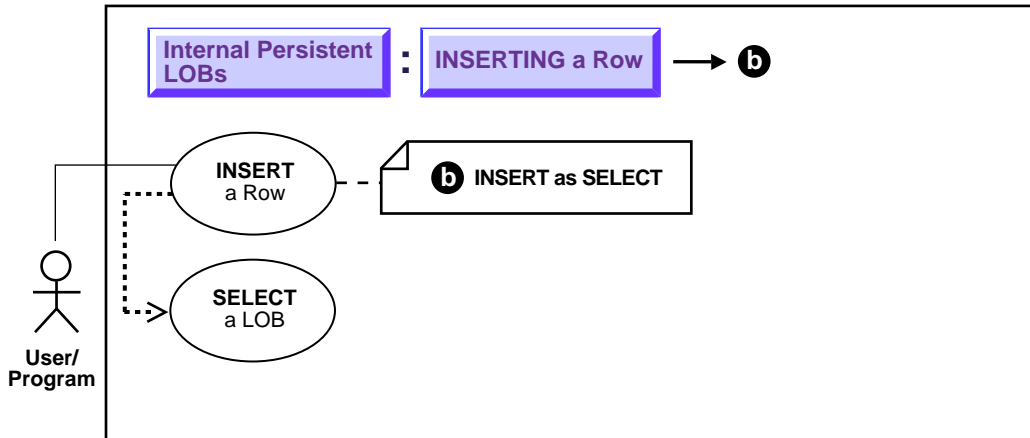 Internal Persistent
LOBs
:
INSERTING a Row
b
INSERT
a Row
b INSERT as SELECT
SELECT
a LOB
User/
Program